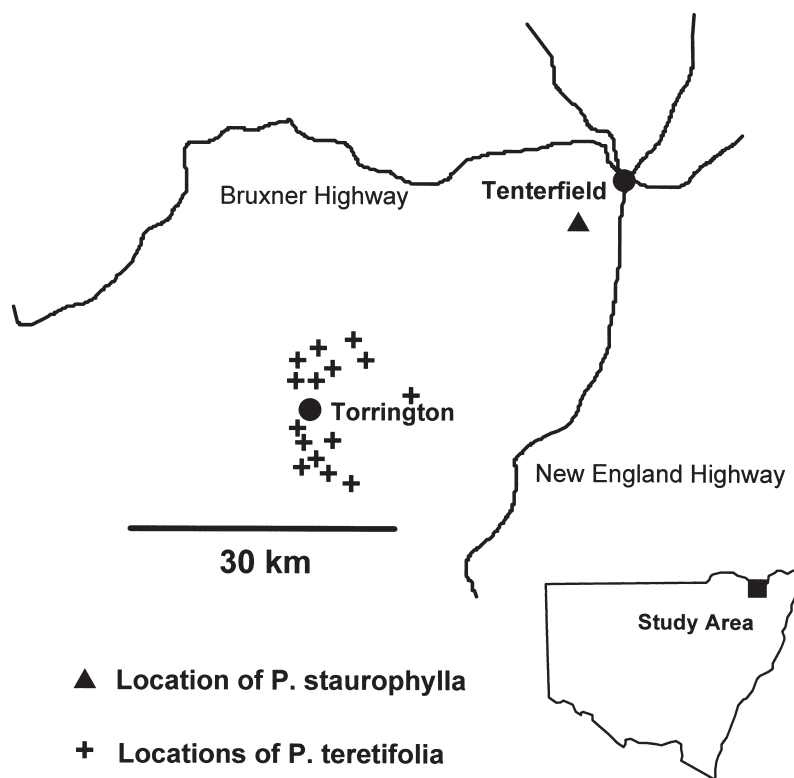 Tenterfield
Bruxner Highway
Torrington
New England Highway
30 km
Study Area
Location of P. staurophylla
Locations of P. teretifolia